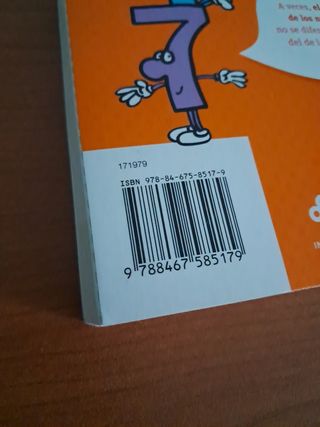 A veces, el
de los n
no se dife
del de l
171979
ISBN 978-84-675-8517-9
9 788467 585179